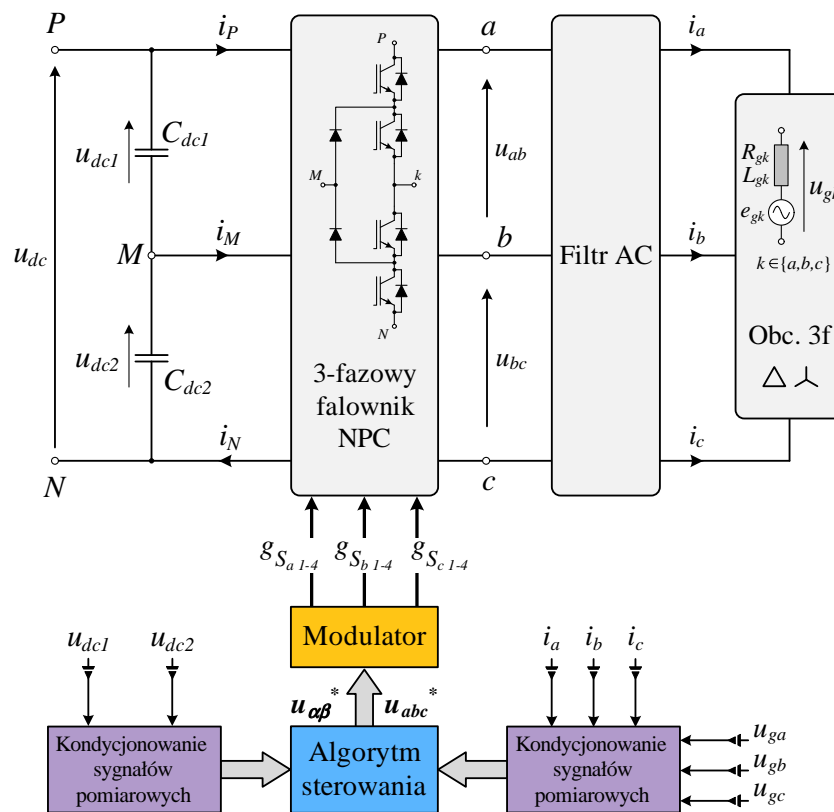 P
i_P
a
i_a
P
C_dc1
u_dc1
u_ab
R_gk
L_gk
u_g
M
k
e_gk
i_M
M
b
Filtr AC
i_b
u_dc
k∈{a,b,c}
N
u_dc2
C_dc2
u_bc
Obc. 3f
3-fazowy
falownik
NPC
i_N
i_c
N
c
g_Sa 1-4
g_Sb 1-4
g_Sc 1-4
Modulator
u_dc1
u_dc2
i_a
i_b
i_c
u_αβ*
u_abc*
Kondycjonowanie
sygnałów
pomiarowych
Algorytm
sterowania
Kondycjonowanie
sygnałów
pomiarowych
u_ga
u_gb
u_gc